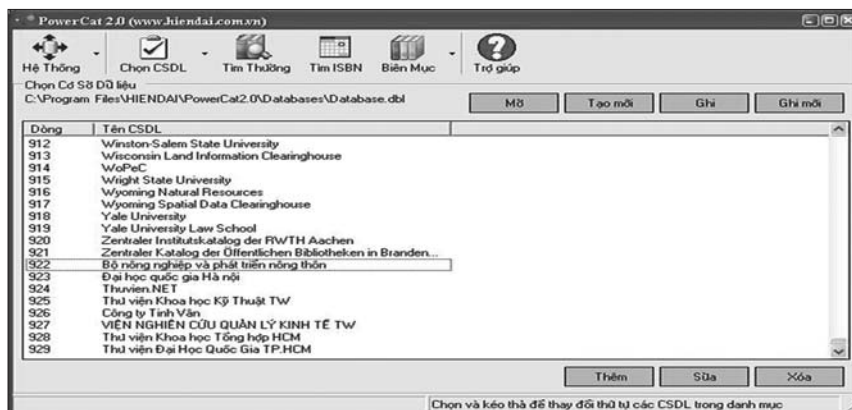 PowerCat 2.0 (www.hiendai.com.vn)
Hệ Thống Chọn CSDL Tìm Thường Tìm ISBN Biên Mục Trợ giúp
Chọn Cơ Sở Dữ liệu
C:\Program Files\HIENDAI\PowerCat2.0\Databases\Database.dbl Mở Tạo mới Ghi Ghi mới
Dòng Tên CSDL
912 Winston-Salem State University
913 Wisconsin Land Information Clearinghouse
914 WoPeC
915 Wright State University
916 Wyoming Natural Resources
917 Wyoming Spatial Data Clearinghouse
918 Yale University
919 Yale University Law School
920 Zentraler Institutskatalog der RWTH Aachen
921 Zentraler Katalog der Öffentlichen Bibliotheken in Branden...
922 Bộ nông nghiệp và phát triển nông thôn
923 Đại học quốc gia Hà nội
924 Thuvien.NET
925 Thư viện Khoa học Kỹ Thuật TW
926 Công ty Tinh Vân
927 VIỆN NGHIÊN CỨU QUẢN LÝ KINH TẾ TW
928 Thư viện Khoa học Tổng hợp HCM
929 Thư viện Đại Học Quốc Gia TP.HCM
Thêm Sửa Xóa
Chọn và kéo thả để thay đổi thứ tự các CSDL trong danh mục